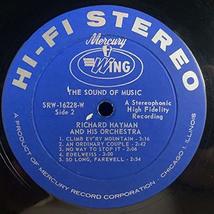 HI-FI STEREO
Mercury
WING
THE SOUND OF MUSIC
SRW-16228-W
Side 2
A Stereophonic
High Fidelity
Recording
RICHARD HAYMAN
AND HIS ORCHESTRA
1. CLIMB EV'RY MOUNTAIN - 3:16
2. AN ORDINARY COUPLE - 2:42
3. NO WAY TO STOP IT - 2:06
4. EDELWEISS - 2:02
5. SO LONG, FAREWELL - 2:54
A PRODUCT OF MERCURY RECORD CORPORATION - CHICAGO, ILLINOIS